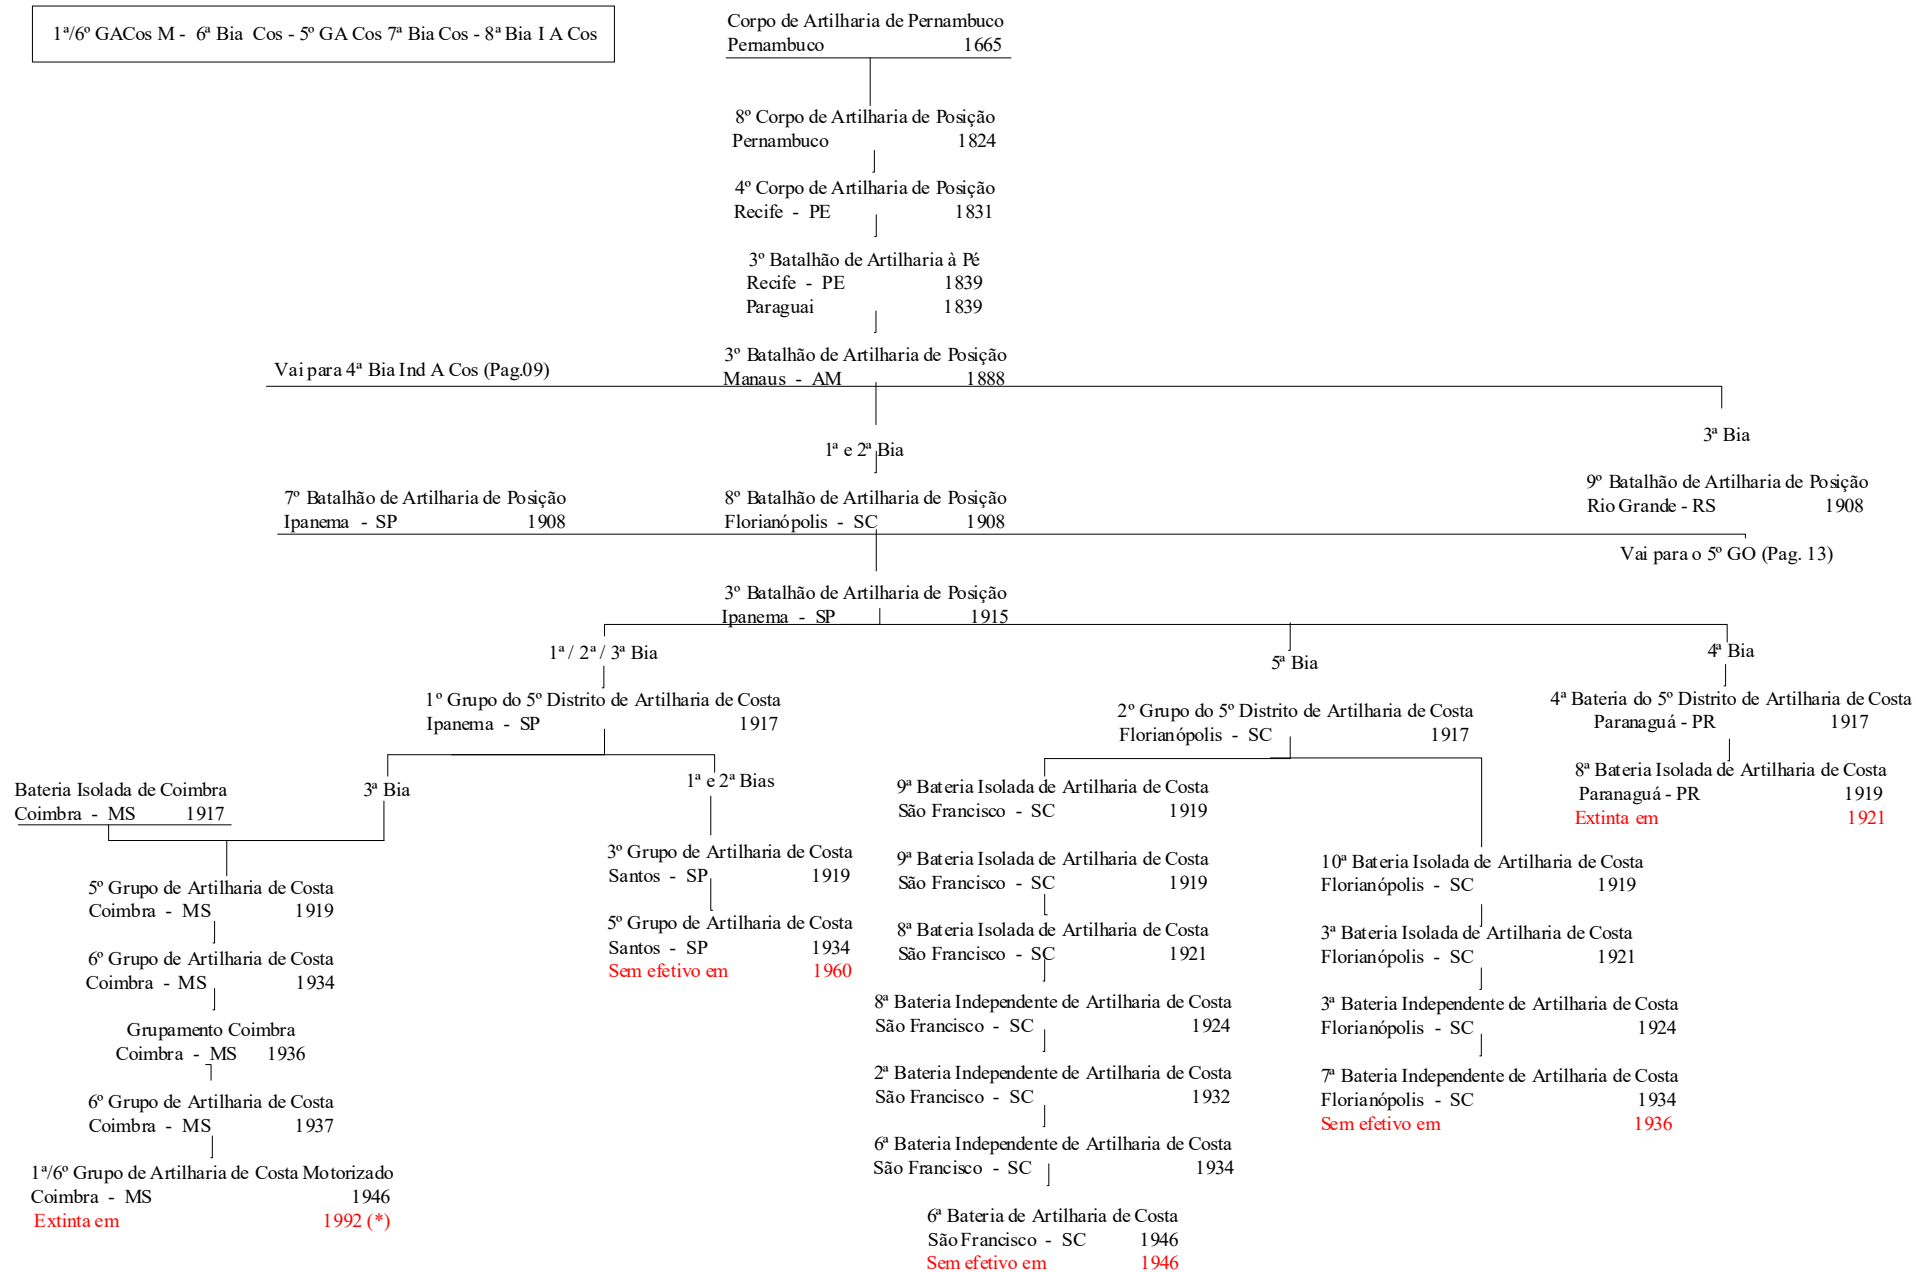 1ª/6º GACos M - 6ª Bia Cos - 5º GA Cos 7ª Bia Cos - 8ª Bia I A Cos
Corpo de Artilharia de Pernambuco
Pernambuco 1665
8º Corpo de Artilharia de Posição
Pernambuco 1824
4º Corpo de Artilharia de Posição
Recife - PE 1831
3º Batalhão de Artilharia à Pé
Recife - PE 1839
Paraguai 1839
3º Batalhão de Artilharia de Posição
Manaus - AM 1888
Vai para 4ª Bia Ind A Cos (Pag.09)
1ª e 2ª Bia
3ª Bia
7º Batalhão de Artilharia de Posição
Ipanema - SP 1908
8º Batalhão de Artilharia de Posição
Florianópolis - SC 1908
9º Batalhão de Artilharia de Posição
Rio Grande - RS 1908
Vai para o 5º GO (Pag. 13)
3º Batalhão de Artilharia de Posição
Ipanema - SP 1915
1ª / 2ª / 3ª Bia
5ª Bia
4ª Bia
1º Grupo do 5º Distrito de Artilharia de Costa
Ipanema - SP 1917
2º Grupo do 5º Distrito de Artilharia de Costa
Florianópolis - SC 1917
4ª Bateria do 5º Distrito de Artilharia de Costa
Paranaguá - PR 1917
8ª Bateria Isolada de Artilharia de Costa
Paranaguá - PR 1919
Extinta em 1921
Bateria Isolada de Coimbra
Coimbra - MS 1917
3ª Bia
1ª e 2ª Bias
5º Grupo de Artilharia de Costa
Coimbra - MS 1919
6º Grupo de Artilharia de Costa
Coimbra - MS 1934
Grupamento Coimbra
Coimbra - MS 1936
6º Grupo de Artilharia de Costa
Coimbra - MS 1937
1ª/6º Grupo de Artilharia de Costa Motorizado
Coimbra - MS 1946
Extinta em 1992 (*)
3º Grupo de Artilharia de Costa
Santos - SP 1919
5º Grupo de Artilharia de Costa
Santos - SP 1934
Sem efetivo em 1960
9ª Bateria Isolada de Artilharia de Costa
São Francisco - SC 1919
9ª Bateria Isolada de Artilharia de Costa
São Francisco - SC 1919
8ª Bateria Isolada de Artilharia de Costa
São Francisco - SC 1921
8ª Bateria Independente de Artilharia de Costa
São Francisco - SC 1924
2ª Bateria Independente de Artilharia de Costa
São Francisco - SC 1932
6ª Bateria Independente de Artilharia de Costa
São Francisco - SC 1934
6ª Bateria de Artilharia de Costa
São Francisco - SC 1946
Sem efetivo em 1946
10ª Bateria Isolada de Artilharia de Costa
Florianópolis - SC 1919
3ª Bateria Isolada de Artilharia de Costa
Florianópolis - SC 1921
3ª Bateria Independente de Artilharia de Costa
Florianópolis - SC 1924
7ª Bateria Independente de Artilharia de Costa
Florianópolis - SC 1934
Sem efetivo em 1936